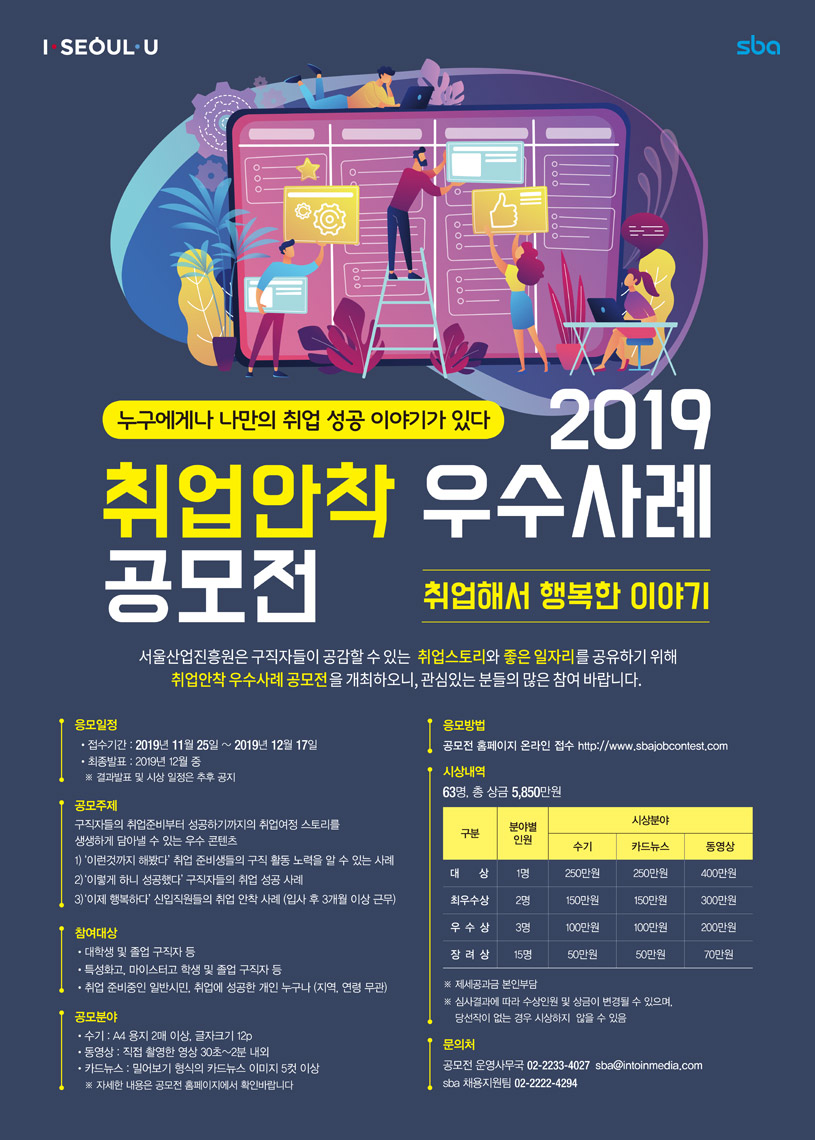 I·SEOUL·U
sba
누구에게나 나만의 취업 성공 이야기가 있다
2019
취업안착 우수사례
공모전
취업해서 행복한 이야기
서울산업진흥원은 구직자들이 공감할 수 있는 취업스토리와 좋은 일자리를 공유하기 위해
취업안착 우수사례 공모전을 개최하오니, 관심있는 분들의 많은 참여 바랍니다.
응모일정
• 접수기간 : 2019년 11월 25일 ~ 2019년 12월 17일
• 최종발표 : 2019년 12월 중
※ 결과발표 및 시상 일정은 추후 공지
공모주제
구직자들의 취업준비부터 성공하기까지의 취업여정 스토리를
생생하게 담아낼 수 있는 우수 콘텐츠
1) '이런것까지 해봤다' 취업 준비생들의 구직 활동 노력을 알 수 있는 사례
2) '이렇게 하니 성공했다' 구직자들의 취업 성공 사례
3) '이제 행복하다' 신입직원들의 취업 안착 사례 (입사 후 3개월 이상 근무)
참여대상
• 대학생 및 졸업 구직자 등
• 특성화고, 마이스터고 학생 및 졸업 구직자 등
• 취업 준비중인 일반시민, 취업에 성공한 개인 누구나 (지역, 연령 무관)
공모분야
• 수기 : A4 용지 2매 이상, 글자크기 12p
• 동영상 : 직접 촬영한 영상 30초~2분 내외
• 카드뉴스 : 밀어보기 형식의 카드뉴스 이미지 5컷 이상
※ 자세한 내용은 공모전 홈페이지에서 확인바랍니다
응모방법
공모전 홈페이지 온라인 접수 http://www.sbajobcontest.com
시상내역
63명, 총 상금 5,850만원
구분 분야별 인원 시상분야
수기 카드뉴스 동영상
대 상 1명 250만원 250만원 400만원
최우수상 2명 150만원 150만원 300만원
우 수 상 3명 100만원 100만원 200만원
장 려 상 15명 50만원 50만원 70만원
※ 제세공과금 본인부담
※ 심사결과에 따라 수상인원 및 상금이 변경될 수 있으며,
당선작이 없는 경우 시상하지 않을 수 있음
문의처
공모전 운영사무국 02-2233-4027 sba@intoinmedia.com
sba 채용지원팀 02-2222-4294